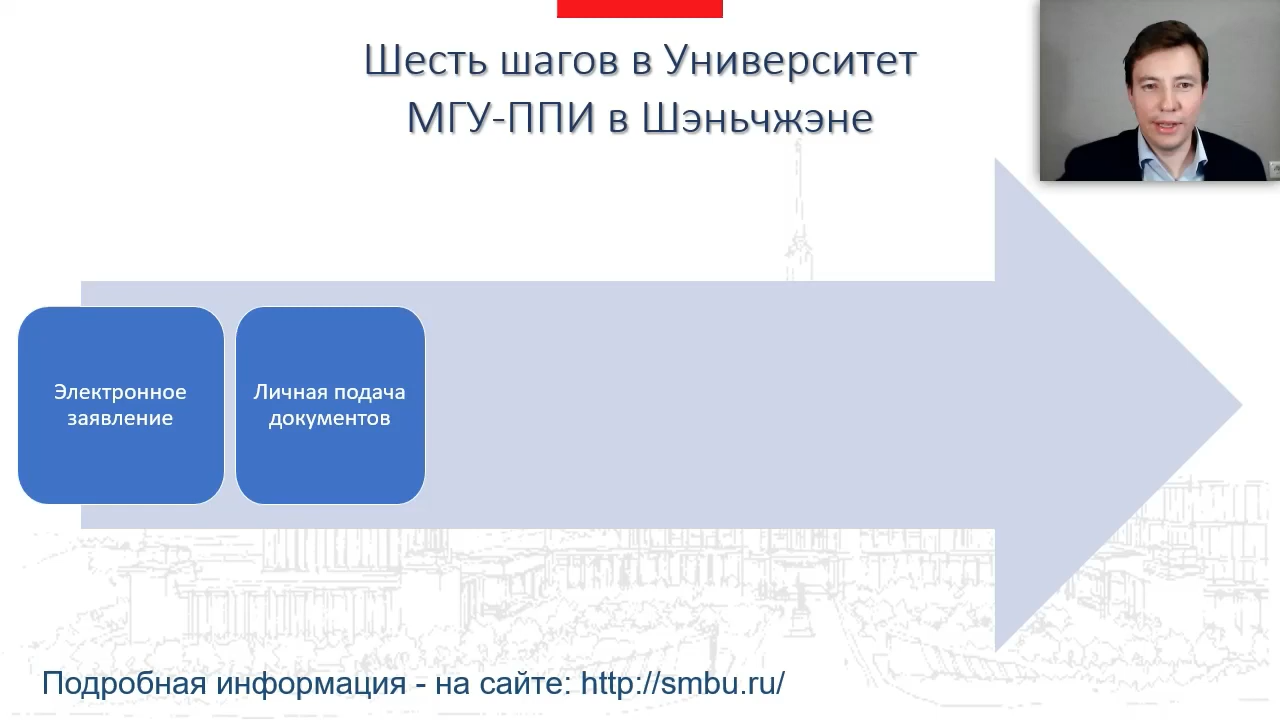 Шесть шагов в Университет
МГУ-ППИ в Шэньчжэне
Электронное
заявление
Личная подача
документов
Подробная информация - на сайте: http://smbu.ru/